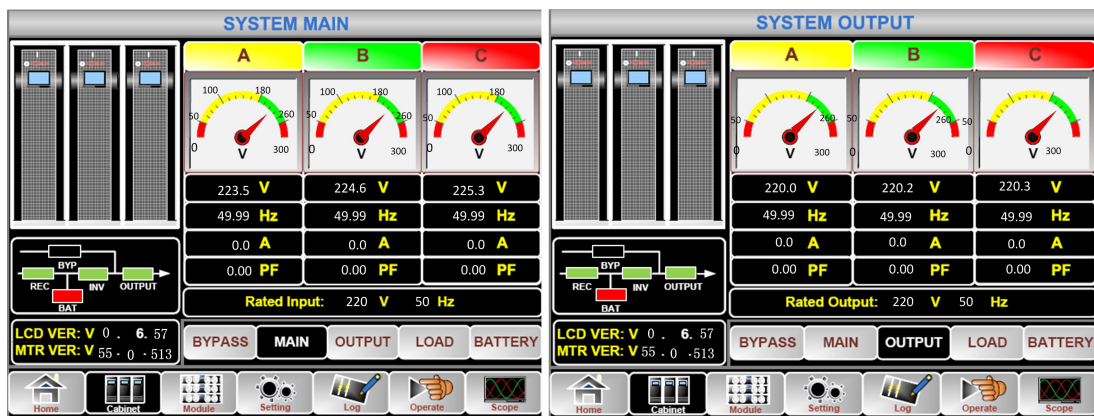 SYSTEM MAIN
A B C
100 180 100 180 100 180
50 260 50 260 50 260
0 V 300 0 V 300 0 V 300
223.5 V 224.6 V 225.3 V
49.99 Hz 49.99 Hz 49.99 Hz
0.0 A 0.0 A 0.0 A
0.00 PF 0.00 PF 0.00 PF
BYP
REC INV OUTPUT
BAT
Rated Input: 220 V 50 Hz
LCD VER: V 0 . 6. 57
MTR VER: V 55 . 0 .513
BYPASS MAIN OUTPUT LOAD BATTERY
Home Cabinet Module Setting Log Operate Scope
SYSTEM OUTPUT
A B C
50 260 50 260 50
0 V 300 0 V 300 0 V 300
220.0 V 220.2 V 220.3 V
49.99 Hz 49.99 Hz 49.99 Hz
0.0 A 0.0 A 0.0 A
0.00 PF 0.00 PF 0.00 PF
BYP
REC INV OUTPUT
BAT
Rated Output: 220 V 50 Hz
LCD VER: V 0 . 6. 57
MTR VER: V 55 . 0 .513
BYPASS MAIN OUTPUT LOAD BATTERY
Home Cabinet Module Setting Log Operate Scope